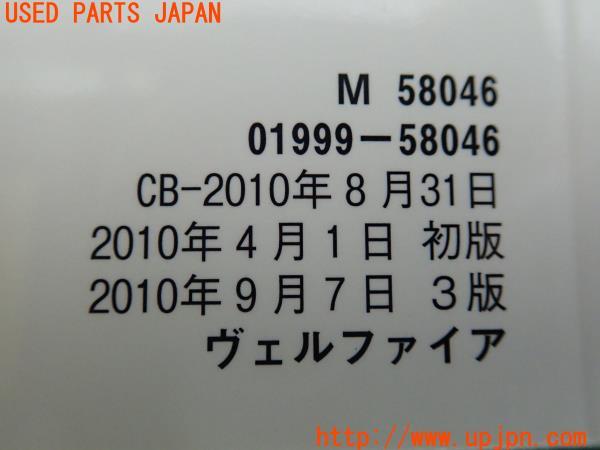 USED PARTS JAPAN
M 58046
01999-58046
CB-2010年8月31日
2010年4月1日 初版
2010年9月7日 3版
ヴェルファイア
http://www.upjpn.com/